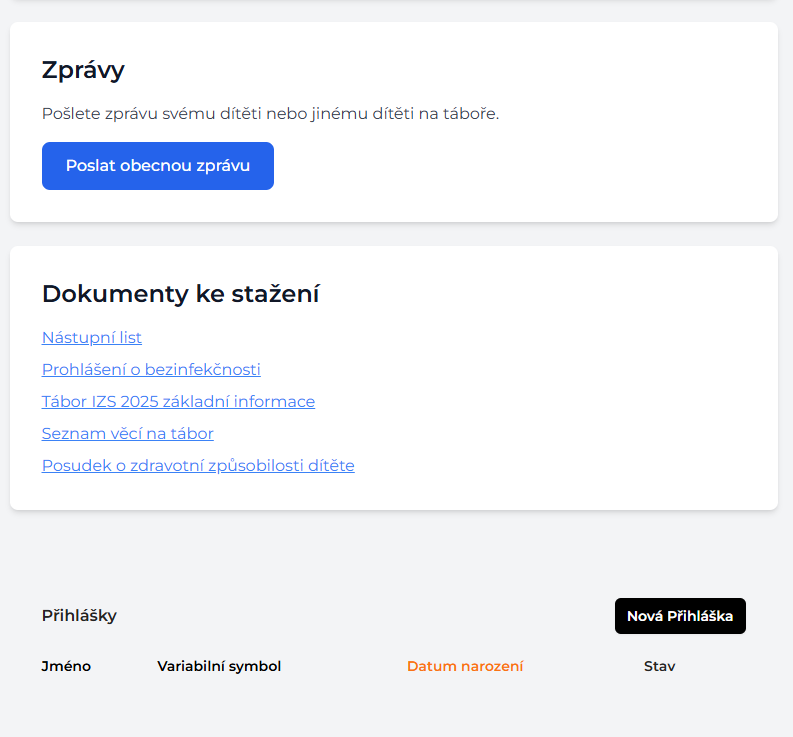 Zprávy
Pošlete zprávu svému dítěti nebo jinému dítěti na táboře.
Poslat obecnou zprávu
Dokumenty ke stažení
Nástupní list
Prohlášení o bezinfekčnosti
Tábor IZS 2025 základní informace
Seznam věcí na tábor
Posudek o zdravotní způsobilosti dítěte
Přihlášky
Nová Přihláška
Jméno Variabilní symbol Datum narození Stav